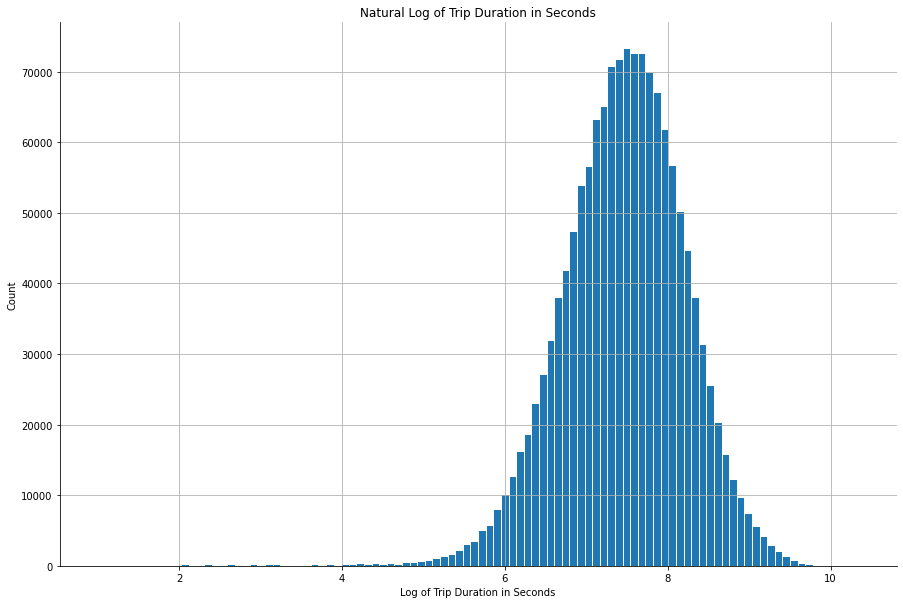 Natural Log of Trip Duration in Seconds
70000
60000
50000
40000
30000
20000
10000
0
Count
2 4 6 8 10
Log of Trip Duration in Seconds